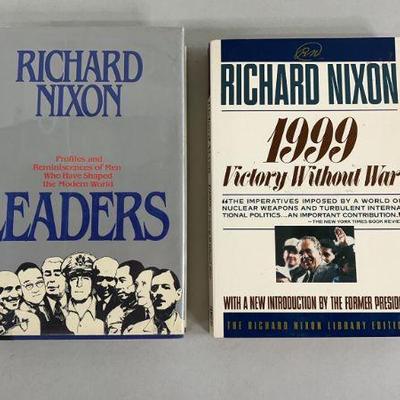 RICHARD
NIXON
Profiles and
Reminiscences of Men
Who Have Shaped
the Modern World
LEADERS
RN
RICHARD NIXON
1999
Victory Without War
"THE IMPERATIVES IMPOSED BY A WORLD OF
NUCLEAR WEAPONS AND TURBULENT INTERNA-
TIONAL POLITICS...AN IMPORTANT CONTRIBUTION."
—THE NEW YORK TIMES BOOK REVIEW
WITH A NEW INTRODUCTION BY THE FORMER PRESIDENT
THE RICHARD NIXON LIBRARY EDITION